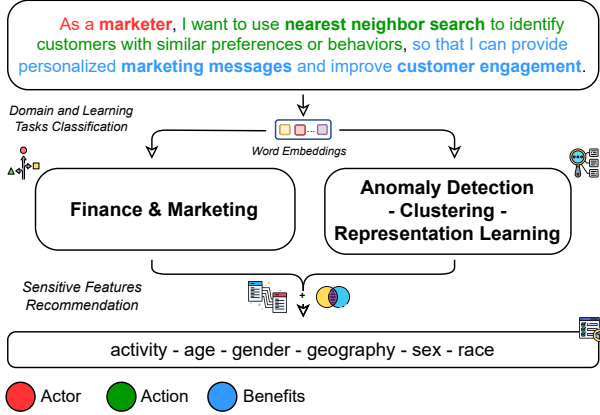 As a marketer, I want to use nearest neighbor search to identify
customers with similar preferences or behaviors, so that I can provide
personalized marketing messages and improve customer engagement.
Domain and Learning
Tasks Classification
...
Word Embeddings
Finance & Marketing
Anomaly Detection
- Clustering -
Representation Learning
Sensitive Features
Recommendation
+
activity - age - gender - geography - sex - race
Actor
Action
Benefits